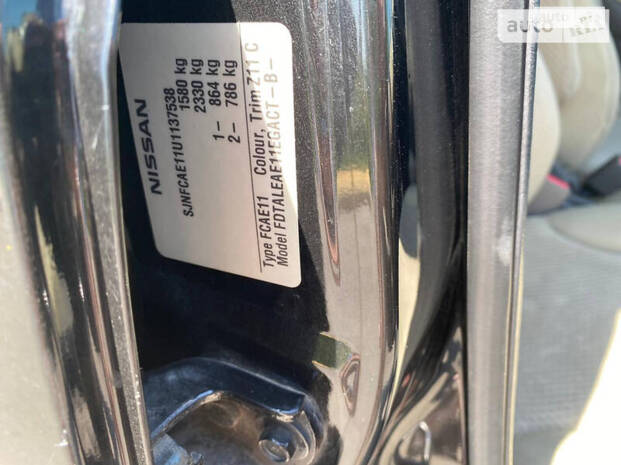 NISSAN
SJNFCAE11U1137538
1580 kg
2330 kg
1– 864 kg
2– 786 kg
Type FCAE11 Colour, Trim Z11 C
Model FDTALEAE11EGACT-B-
auto